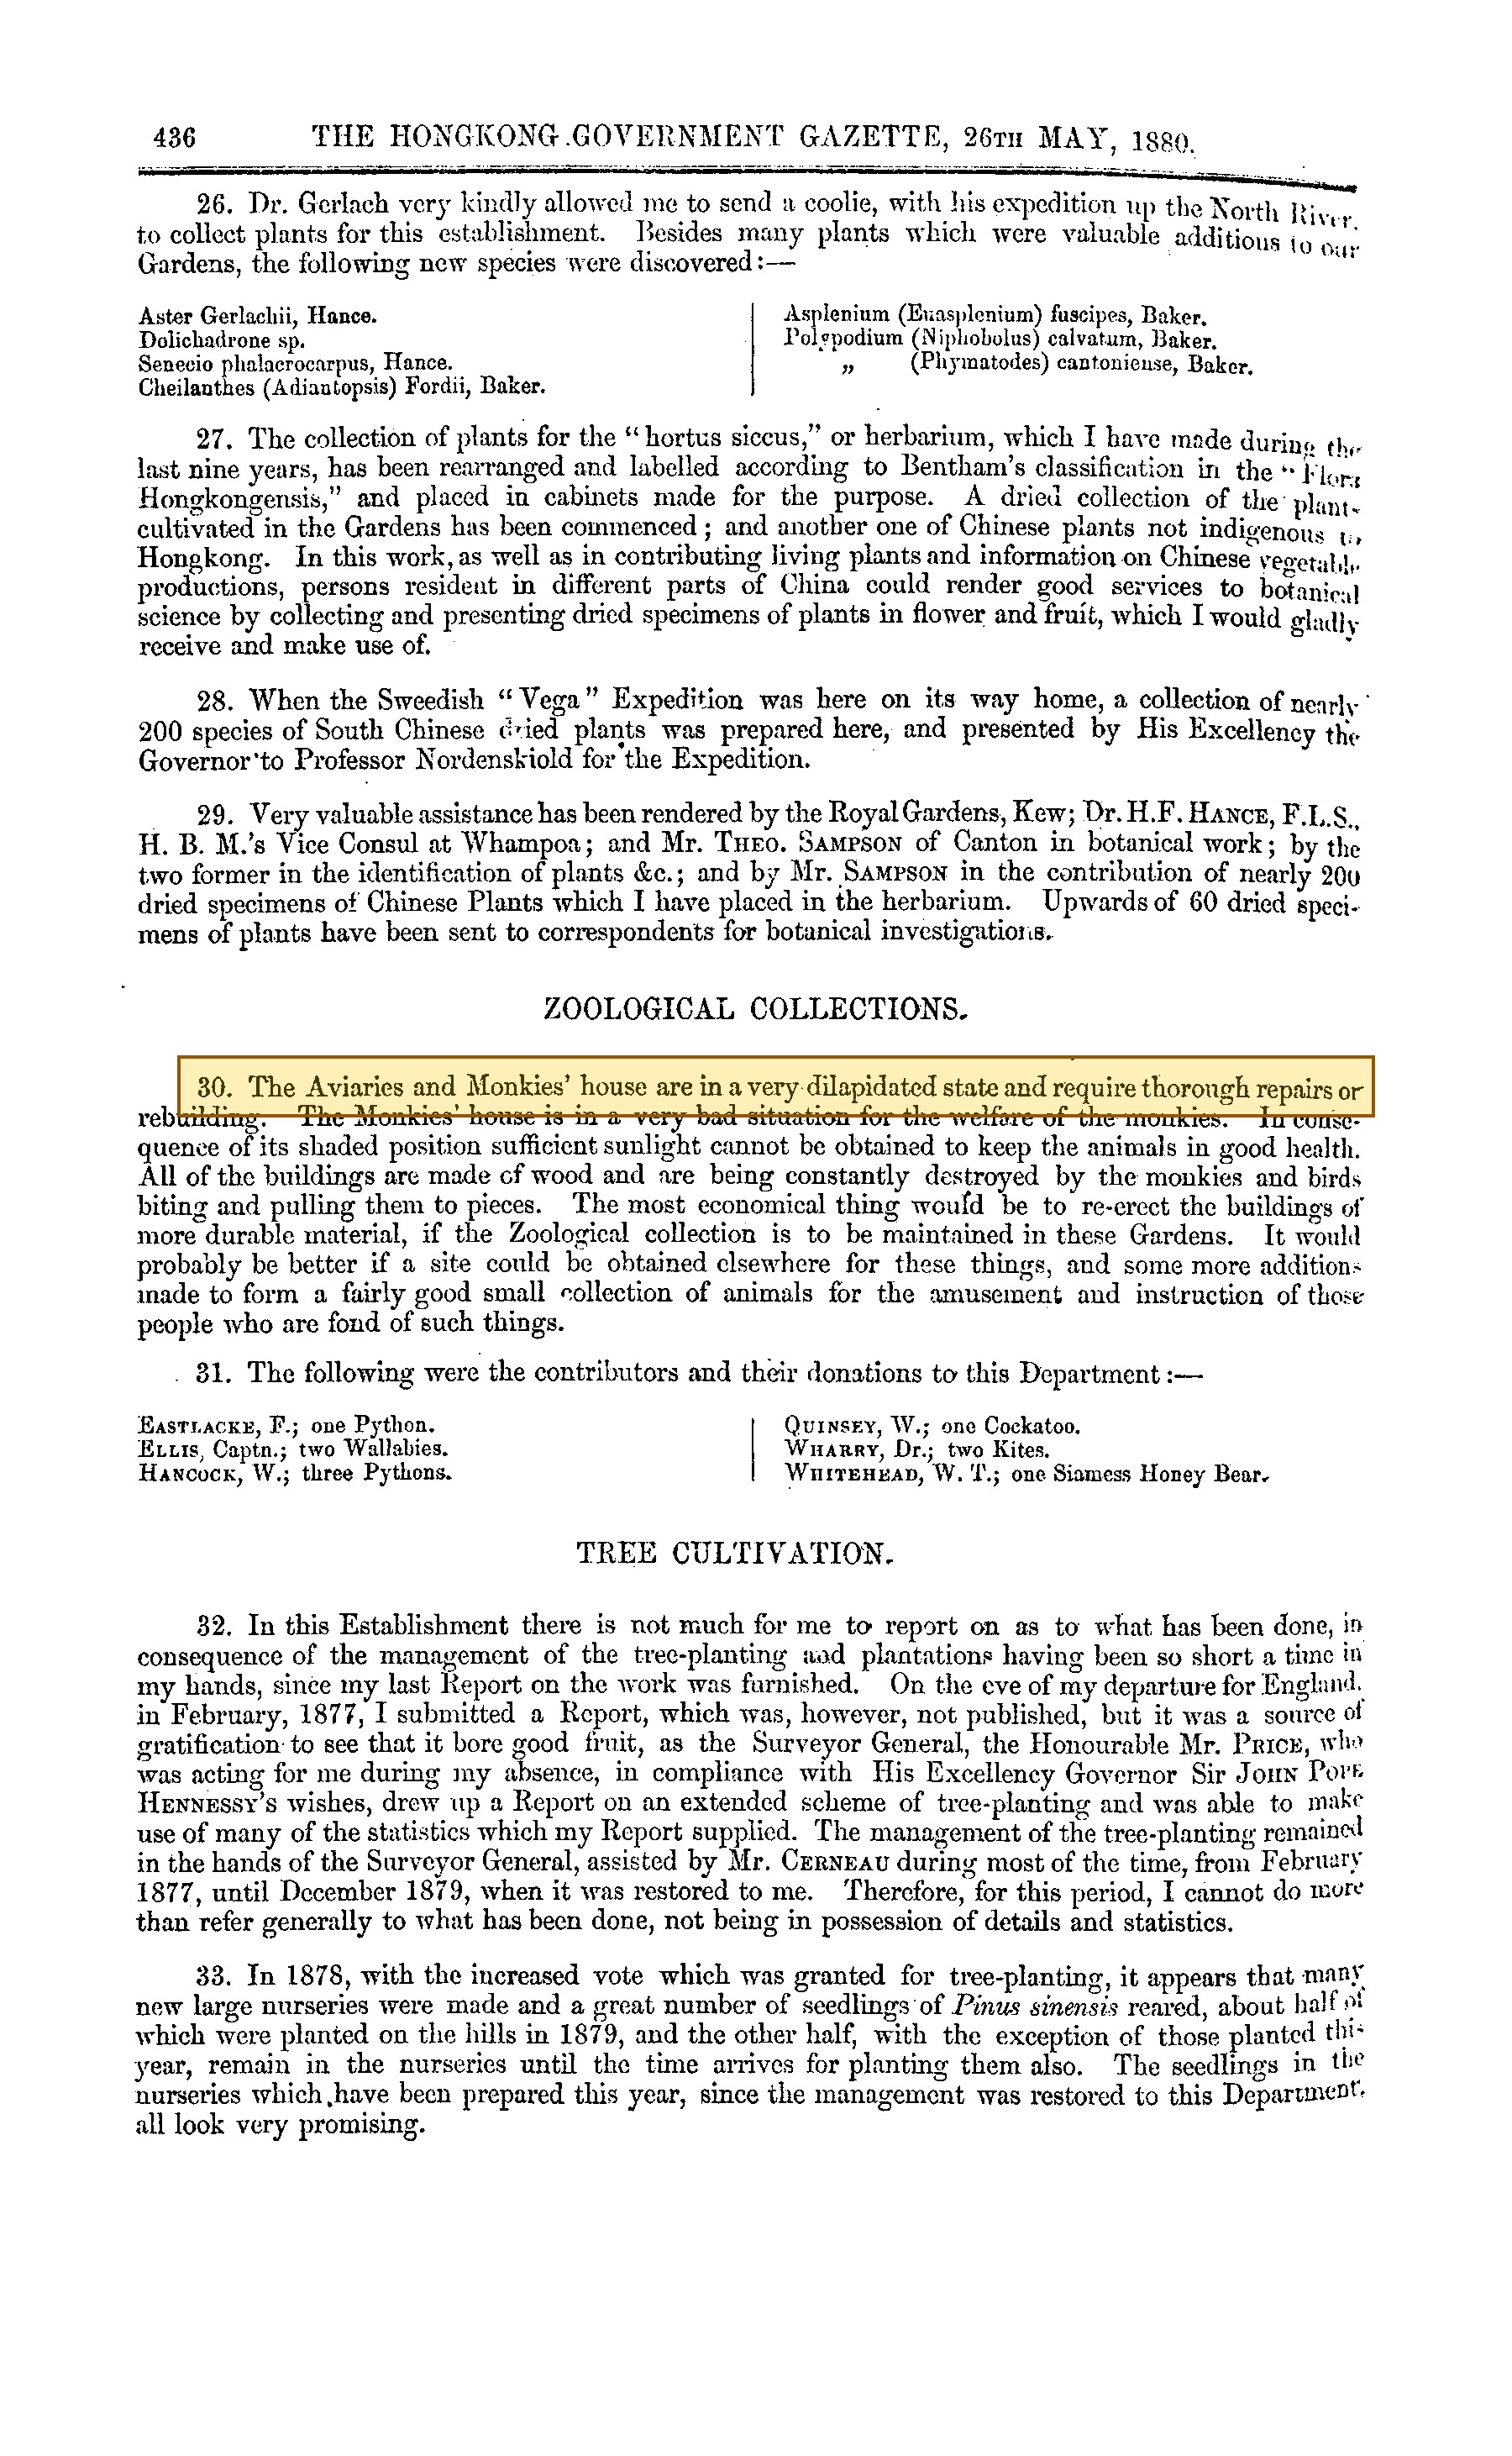 436 THE HONGKONG GOVERNMENT GAZETTE, 26TH MAY, 1880.
26. Dr. Gerlach very kindly allowed me to send a coolie, with his expedition up the North River,
to collect plants for this establishment. Besides many plants which were valuable additions to our
Gardens, the following new species were discovered:—
Aster Gerlachii, Hance.
Dolichadrone sp.
Senecio phalacrocarpus, Hance.
Cheilanthes (Adiantopsis) Fordii, Baker.
Asplenium (Euasplenium) fuscipes, Baker.
Polypodium (Niphobolus) calvatum, Baker.
„ (Phymatodes) cantoniense, Baker.
27. The collection of plants for the "hortus siccus," or herbarium, which I have made during the
last nine years, has been rearranged and labelled according to Bentham's classification in the "Flora
Hongkongensis," and placed in cabinets made for the purpose. A dried collection of the plants
cultivated in the Gardens has been commenced; and another one of Chinese plants not indigenous to
Hongkong. In this work, as well as in contributing living plants and information on Chinese vegetable
productions, persons resident in different parts of China could render good services to botanical
science by collecting and presenting dried specimens of plants in flower and fruit, which I would gladly
receive and make use of.
28. When the Sweedish "Vega" Expedition was here on its way home, a collection of nearly
200 species of South Chinese dried plants was prepared here, and presented by His Excellency the
Governor to Professor Nordenskiold for the Expedition.
29. Very valuable assistance has been rendered by the Royal Gardens, Kew; Dr. H.F. HANCE, F.L.S.,
H. B. M.'s Vice Consul at Whampoa; and Mr. THEO. SAMPSON of Canton in botanical work; by the
two former in the identification of plants &c.; and by Mr. SAMPSON in the contribution of nearly 200
dried specimens of Chinese Plants which I have placed in the herbarium. Upwards of 60 dried speci-
mens of plants have been sent to correspondents for botanical investigations.
ZOOLOGICAL COLLECTIONS.
30. The Aviaries and Monkies' house are in a very dilapidated state and require thorough repairs or
rebuilding. The Monkies' house is in a very bad situation for the welfare of the monkies. In conse-
quence of its shaded position sufficient sunlight cannot be obtained to keep the animals in good health.
All of the buildings are made of wood and are being constantly destroyed by the monkies and birds
biting and pulling them to pieces. The most economical thing would be to re-erect the buildings of
more durable material, if the Zoological collection is to be maintained in these Gardens. It would
probably be better if a site could be obtained elsewhere for these things, and some more additions
made to form a fairly good small collection of animals for the amusement and instruction of those
people who are fond of such things.
31. The following were the contributors and their donations to this Department:—
EASTLACKE, F.; one Python.
ELLIS, Captn.; two Wallabies.
HANCOCK, W.; three Pythons.
QUINSEY, W.; one Cockatoo.
WHARRY, Dr.; two Kites.
WHITEHEAD, W. T.; one Siamess Honey Bear.
TREE CULTIVATION.
32. In this Establishment there is not much for me to report on as to what has been done, in
consequence of the management of the tree-planting and plantations having been so short a time in
my hands, since my last Report on the work was furnished. On the eve of my departure for England,
in February, 1877, I submitted a Report, which was, however, not published, but it was a source of
gratification to see that it bore good fruit, as the Surveyor General, the Honourable Mr. PRICE, who
was acting for me during my absence, in compliance with His Excellency Governor Sir JOHN POPE
HENNESSY's wishes, drew up a Report on an extended scheme of tree-planting and was able to make
use of many of the statistics which my Report supplied. The management of the tree-planting remained
in the hands of the Surveyor General, assisted by Mr. CERNEAU during most of the time, from February
1877, until December 1879, when it was restored to me. Therefore, for this period, I cannot do more
than refer generally to what has been done, not being in possession of details and statistics.
33. In 1878, with the increased vote which was granted for tree-planting, it appears that many
new large nurseries were made and a great number of seedlings of Pinus sinensis reared, about half of
which were planted on the hills in 1879, and the other half, with the exception of those planted this
year, remain in the nurseries until the time arrives for planting them also. The seedlings in the
nurseries which have been prepared this year, since the management was restored to this Department,
all look very promising.